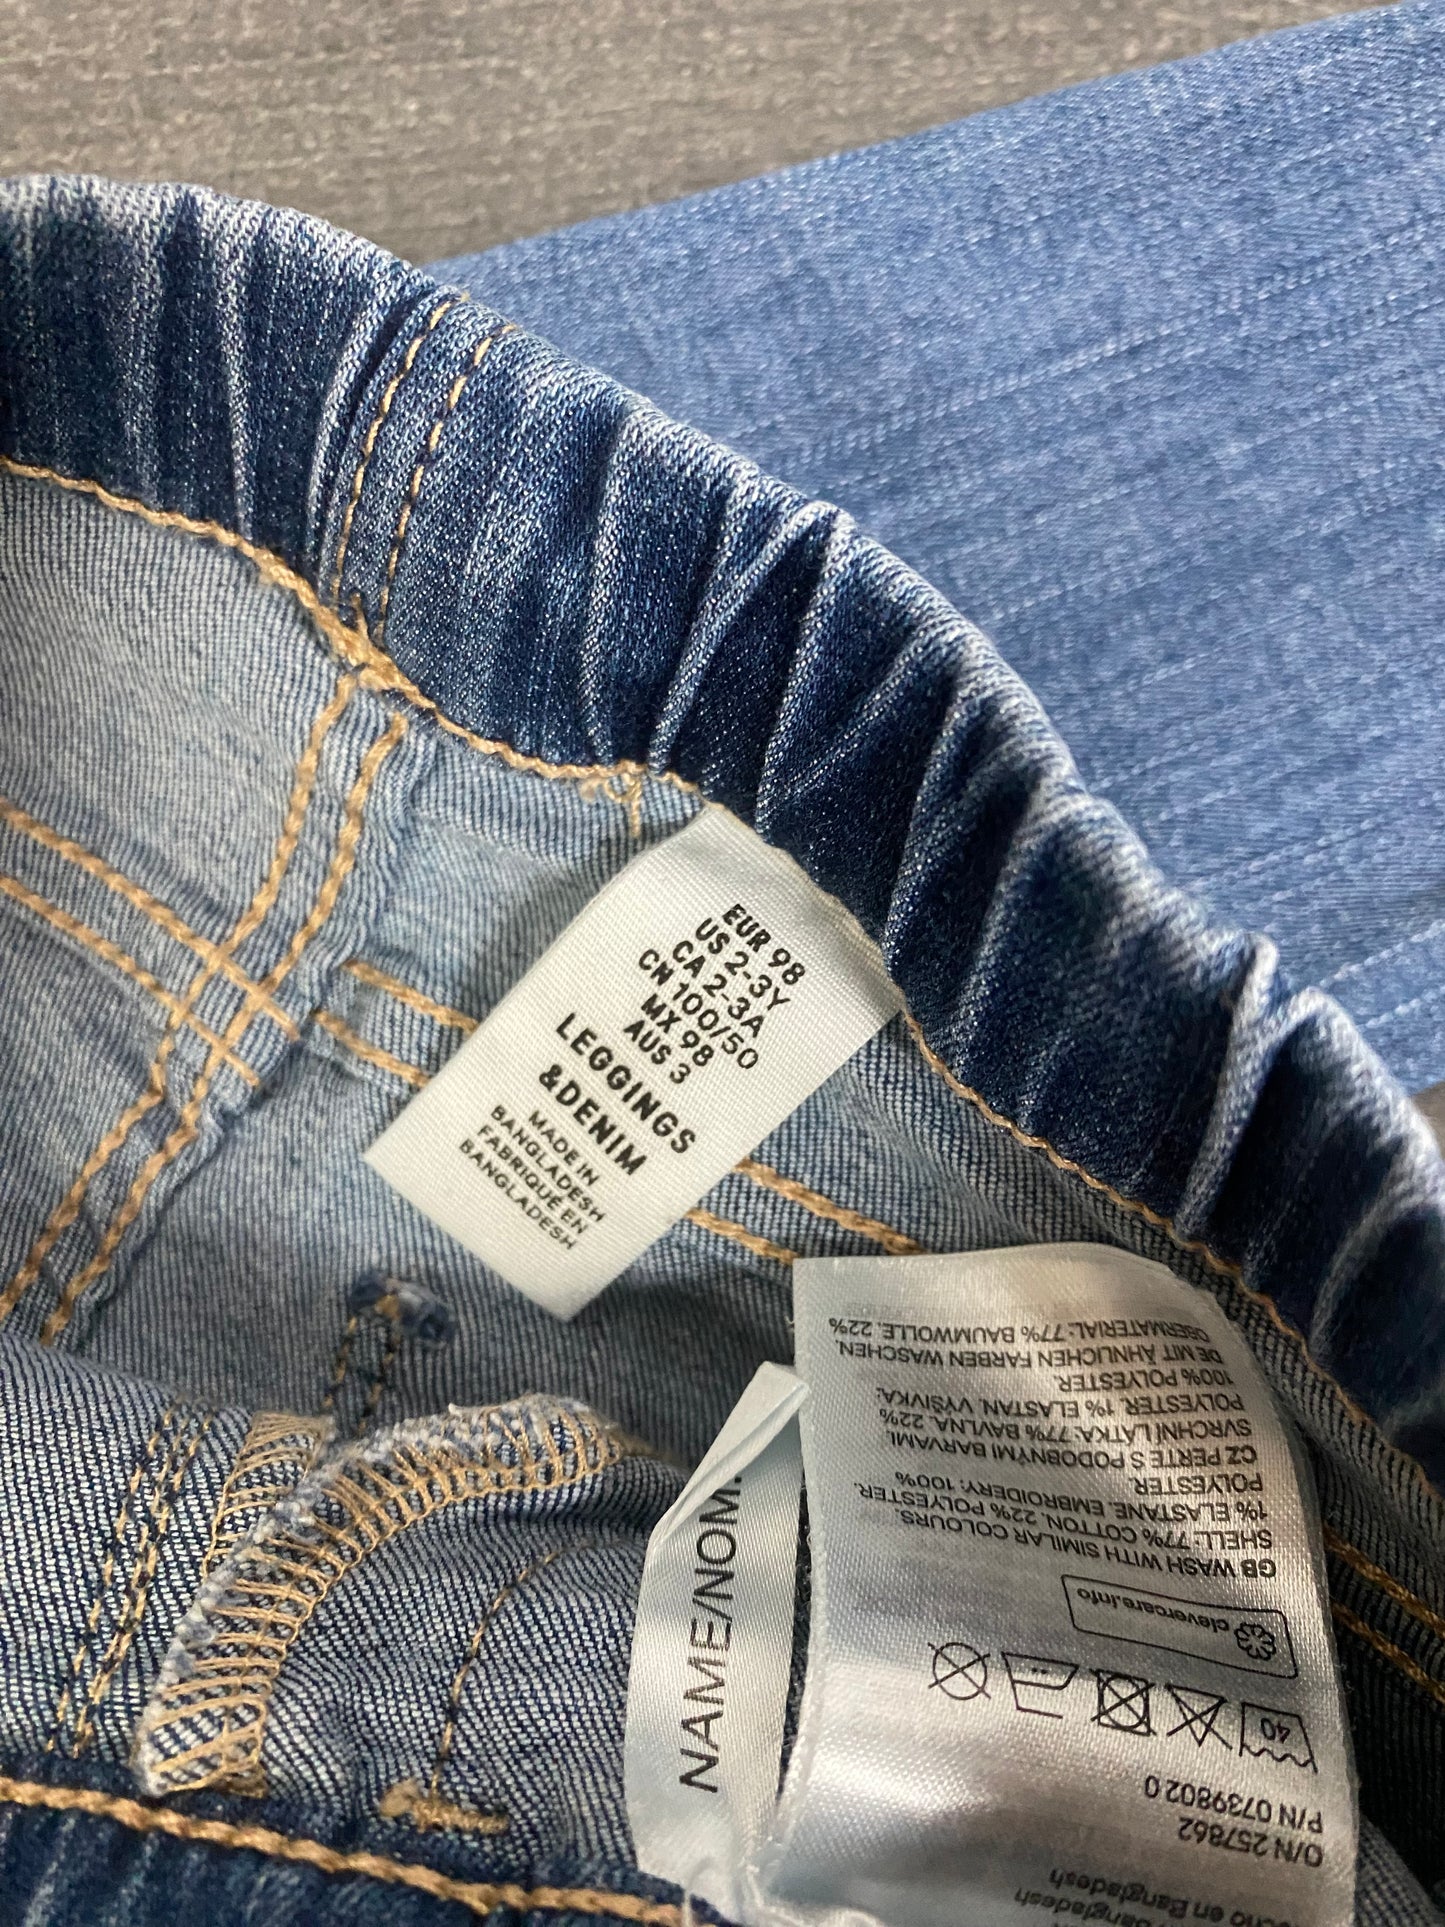 EUR 98
US 2-3Y
CA 2-3A
CN 100/50
MX 98
AUS 3
LEGGINGS
&DENIM
MADE IN
BANGLADESH
FABRIQUÉ EN
BANGLADESH
NAME/NOM
Bangladesh
en Bangladesh
O/N 257862
P/N 0739802 0
40
clevercare.info
GB WASH WITH SIMILAR COLOURS.
SHELL: 77% COTTON. 22% POLYESTER.
1% ELASTANE. EMBROIDERY: 100%
POLYESTER.
CZ PERTE S PODOBNÝMI BARVAMI.
SVRCHNÍ LÁTKA: 77% BAVLNA. 22%
POLYESTER. 1% ELASTAN. VÝŠIVKA:
100% POLYESTER.
DE MIT ÄHNLICHEN FARBEN WASCHEN.
OBERMATERIAL: 77% BAUMWOLLE. 22%